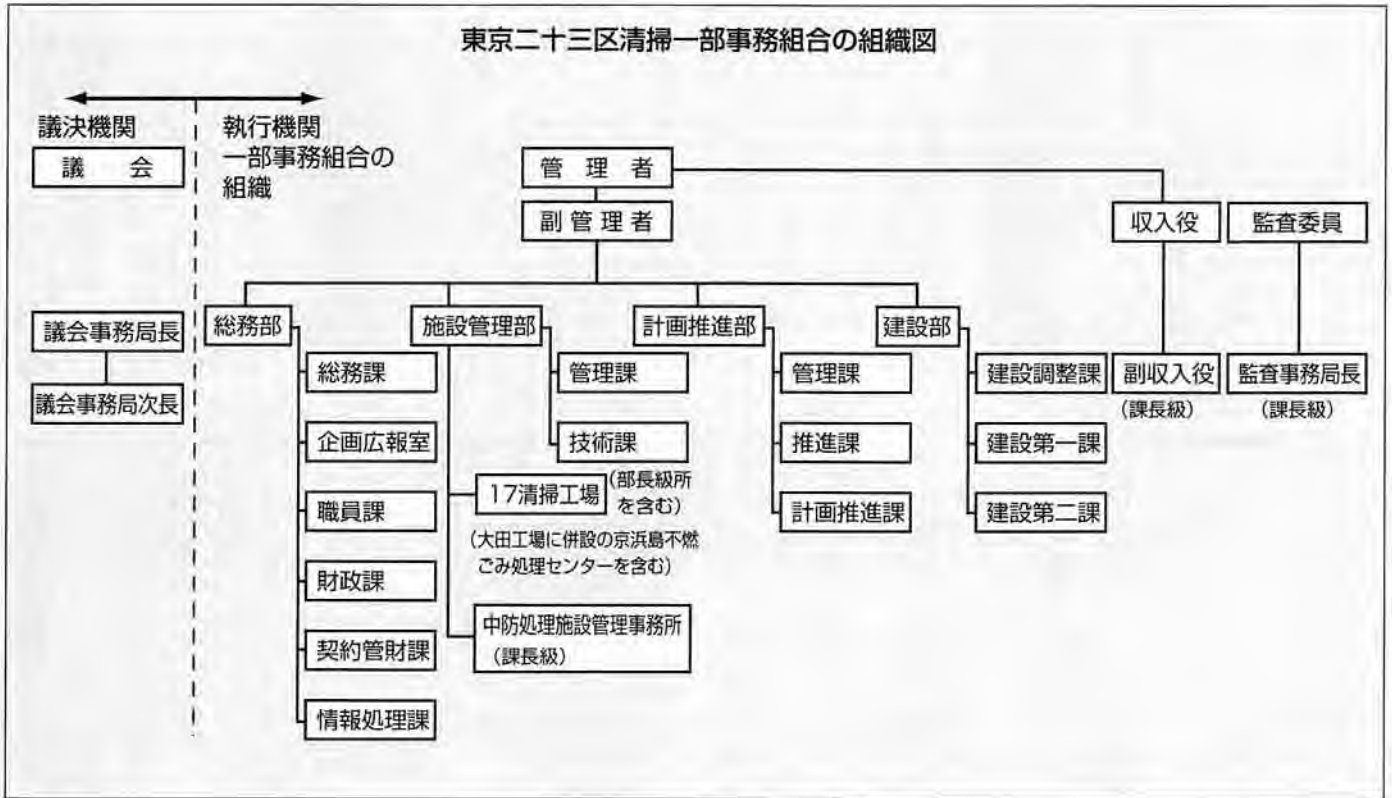 東京二十三区清掃一部事務組合の組織図
議決機関
執行機関
一部事務組合の
組織
議 会
管 理 者
副 管 理 者
収入役
監査委員
議会事務局長
議会事務局次長
総務部
施設管理部
計画推進部
建設部
総務課
企画広報室
職員課
財政課
契約管財課
情報処理課
管理課
技術課
17清掃工場
(部長級所
を含む)
(大田工場に併設の京浜島不燃
ごみ処理センターを含む)
中防処理施設管理事務所
(課長級)
管理課
推進課
計画推進課
建設調整課
建設第一課
建設第二課
副収入役
(課長級)
監査事務局長
(課長級)